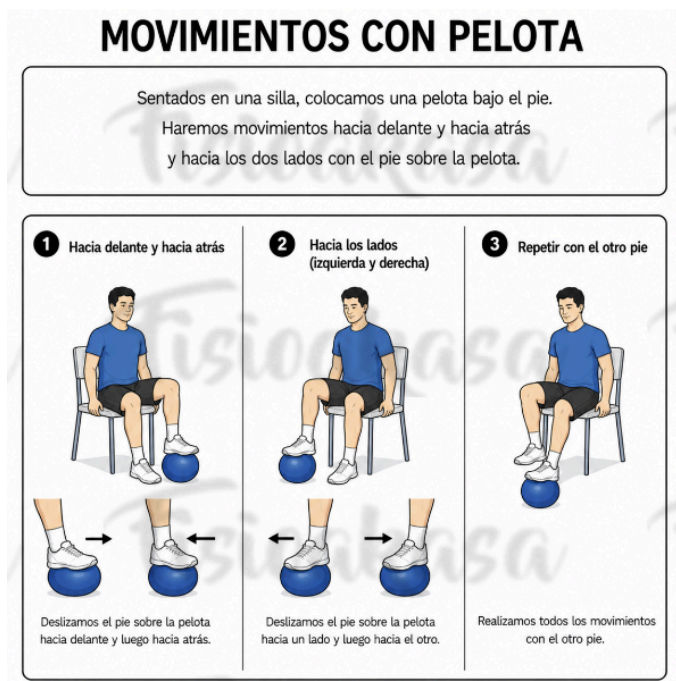 MOVIMIENTOS CON PELOTA
Sentados en una silla, colocamos una pelota bajo el pie.
Haremos movimientos hacia delante y hacia atrás
y hacia los dos lados con el pie sobre la pelota.
1 Hacia delante y hacia atrás
Deslizamos el pie sobre la pelota
hacia delante y luego hacia atrás.
2 Hacia los lados
(izquierda y derecha)
Deslizamos el pie sobre la pelota
hacia un lado y luego hacia el otro.
3 Repetir con el otro pie
Realizamos todos los movimientos
con el otro pie.
Fisioakasa
Fisioakasa
Fisioakasa